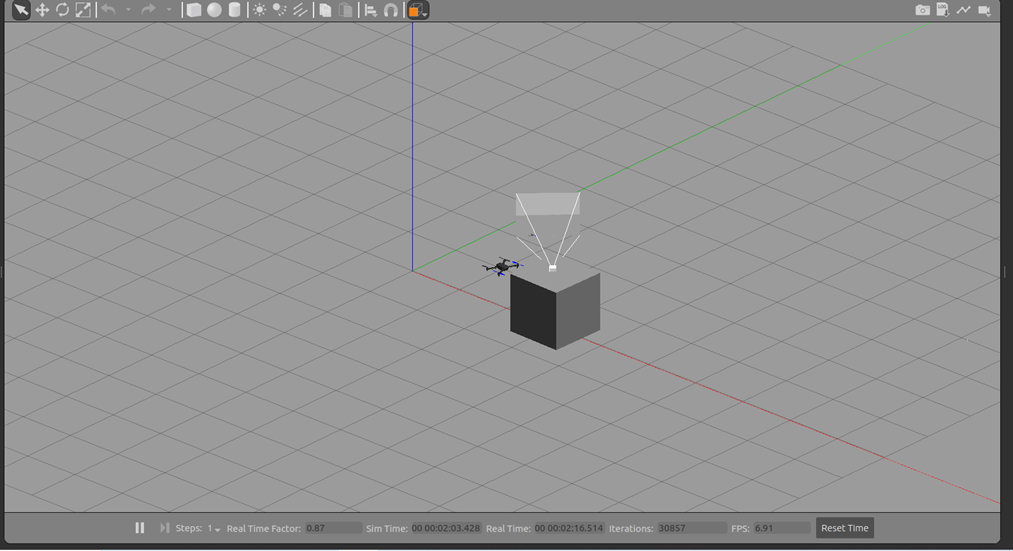 LOG
Steps: 1 Real Time Factor: 0.87 Sim Time: 00 00:02:03.428 Real Time: 00 00:02:16.514 Iterations: 30857 FPS: 6.91 Reset Time